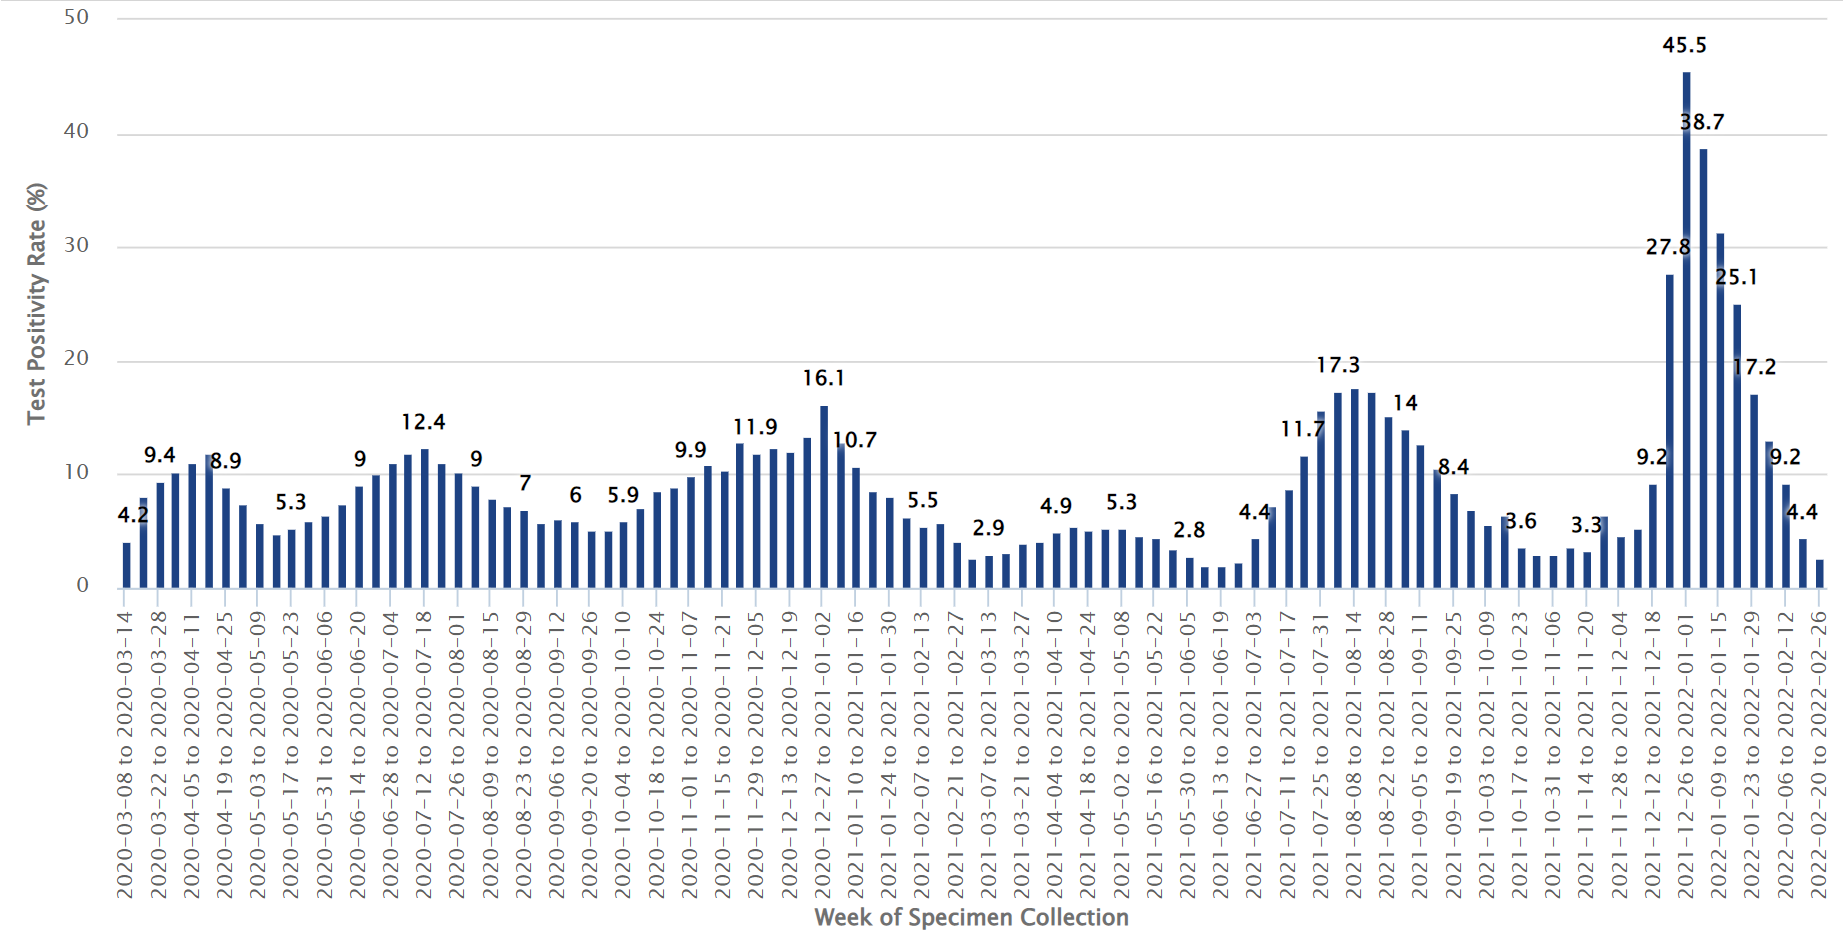 50
40
30
20
10
0
Test Positivity Rate (%)
4.2
9.4
8.9
5.3
9
12.4
9
7
6
5.9
9.9
11.9
16.1
10.7
5.5
2.9
4.9
5.3
2.8
4.4
11.7
17.3
14
8.4
3.6
3.3
9.2
27.8
45.5
38.7
25.1
17.2
9.2
4.4
2020-03-08 to 2020-03-14
2020-03-22 to 2020-03-28
2020-04-05 to 2020-04-11
2020-04-19 to 2020-04-25
2020-05-03 to 2020-05-09
2020-05-17 to 2020-05-23
2020-05-31 to 2020-06-06
2020-06-14 to 2020-06-20
2020-06-28 to 2020-07-04
2020-07-12 to 2020-07-18
2020-07-26 to 2020-08-01
2020-08-09 to 2020-08-15
2020-08-23 to 2020-08-29
2020-09-06 to 2020-09-12
2020-09-20 to 2020-09-26
2020-10-04 to 2020-10-10
2020-10-18 to 2020-10-24
2020-11-01 to 2020-11-07
2020-11-15 to 2020-11-21
2020-11-29 to 2020-12-05
2020-12-13 to 2020-12-19
2020-12-27 to 2021-01-02
2021-01-10 to 2021-01-16
2021-01-24 to 2021-01-30
2021-02-07 to 2021-02-13
2021-02-21 to 2021-02-27
2021-03-07 to 2021-03-13
2021-03-21 to 2021-03-27
2021-04-04 to 2021-04-10
2021-04-18 to 2021-04-24
2021-05-02 to 2021-05-08
2021-05-16 to 2021-05-22
2021-05-30 to 2021-06-05
2021-06-13 to 2021-06-19
2021-06-27 to 2021-07-03
2021-07-11 to 2021-07-17
2021-07-25 to 2021-07-31
2021-08-08 to 2021-08-14
2021-08-22 to 2021-08-28
2021-09-05 to 2021-09-11
2021-09-19 to 2021-09-25
2021-10-03 to 2021-10-09
2021-10-17 to 2021-10-23
2021-10-31 to 2021-11-06
2021-11-14 to 2021-11-20
2021-11-28 to 2021-12-04
2021-12-12 to 2021-12-18
2021-12-26 to 2022-01-01
2022-01-09 to 2022-01-15
2022-01-23 to 2022-01-29
2022-02-06 to 2022-02-12
2022-02-20 to 2022-02-26
Week of Specimen Collection